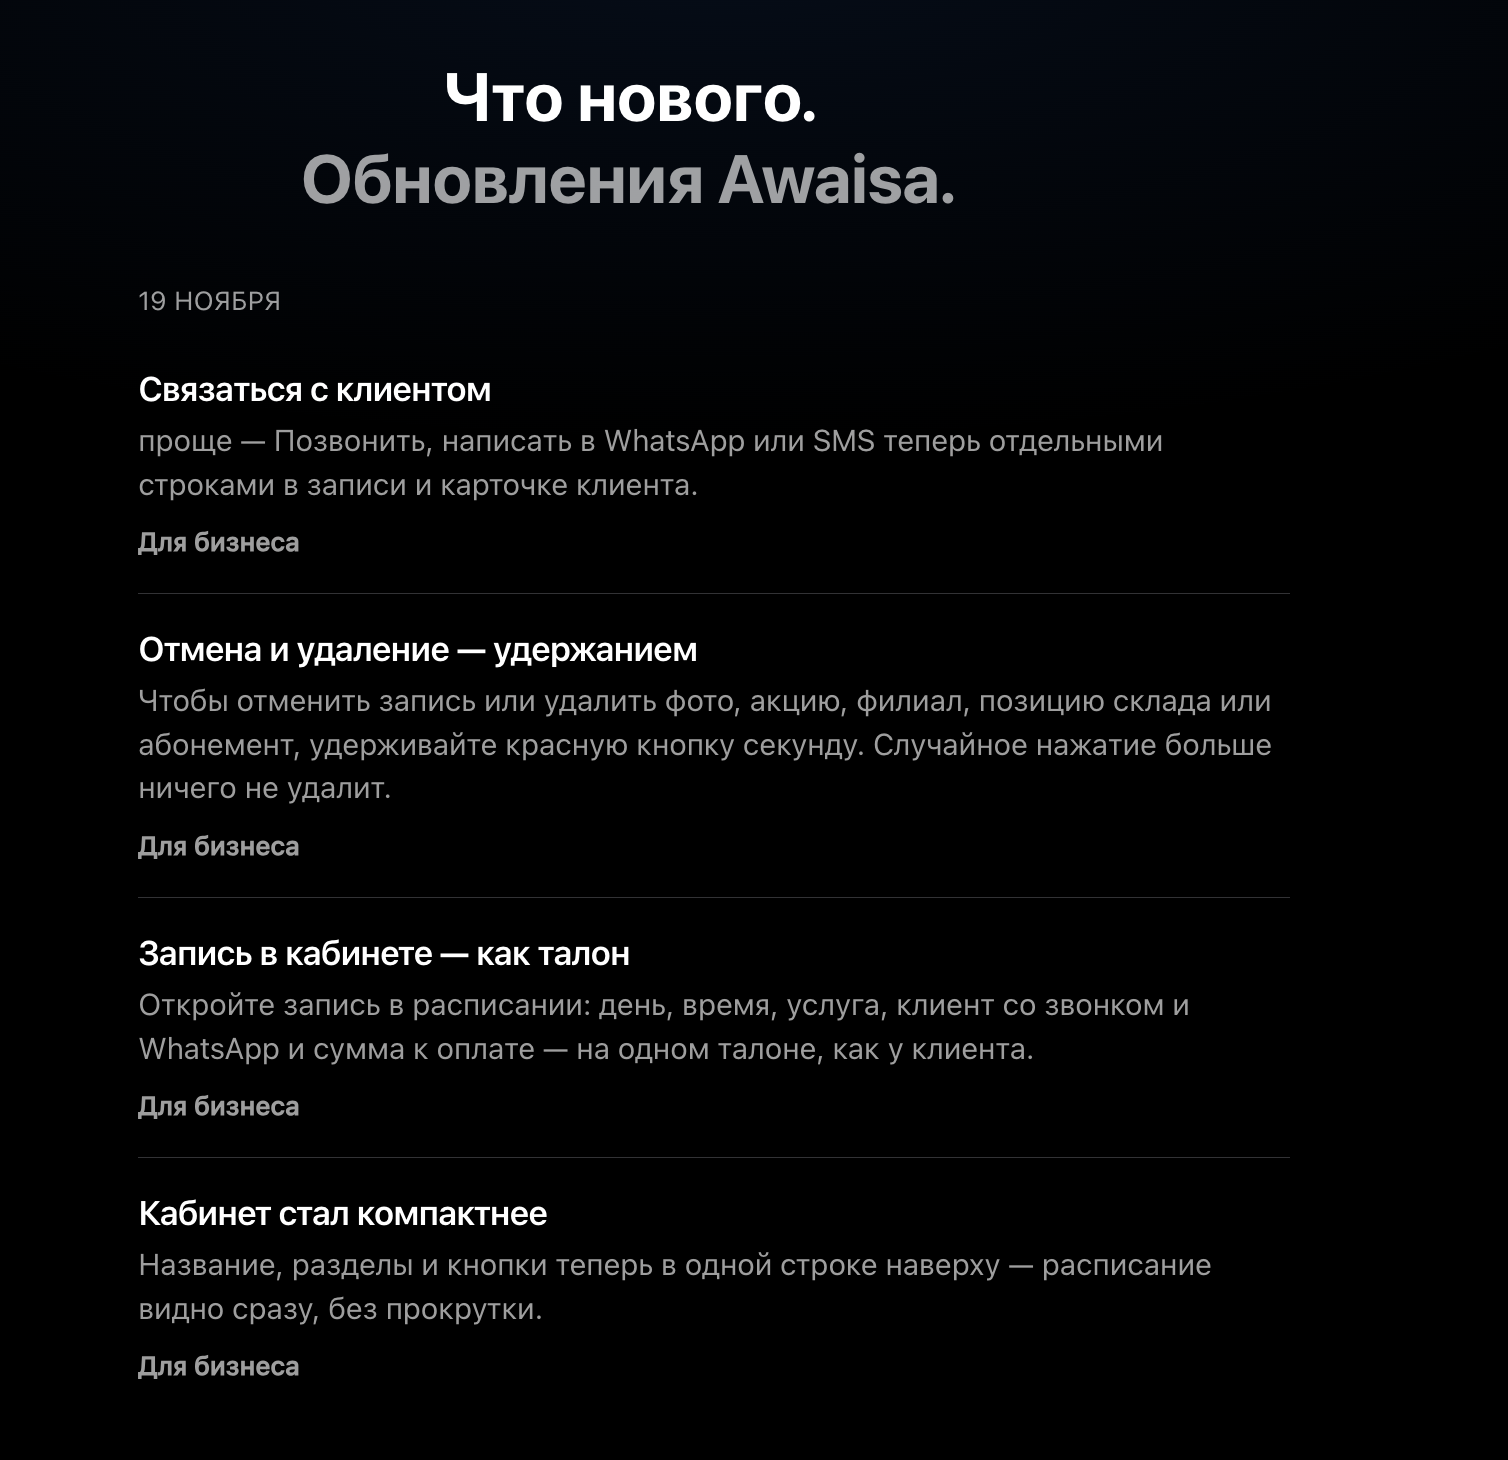 Что нового.
Обновления Awaisa.
19 НОЯБРЯ
Связаться с клиентом
проще — Позвонить, написать в WhatsApp или SMS теперь отдельными
строками в записи и карточке клиента.
Для бизнеса
Отмена и удаление — удержанием
Чтобы отменить запись или удалить фото, акцию, филиал, позицию склада или
абонемент, удерживайте красную кнопку секунду. Случайное нажатие больше
ничего не удалит.
Для бизнеса
Запись в кабинете — как талон
Откройте запись в расписании: день, время, услуга, клиент со звонком и
WhatsApp и сумма к оплате — на одном талоне, как у клиента.
Для бизнеса
Кабинет стал компактнее
Название, разделы и кнопки теперь в одной строке наверху — расписание
видно сразу, без прокрутки.
Для бизнеса